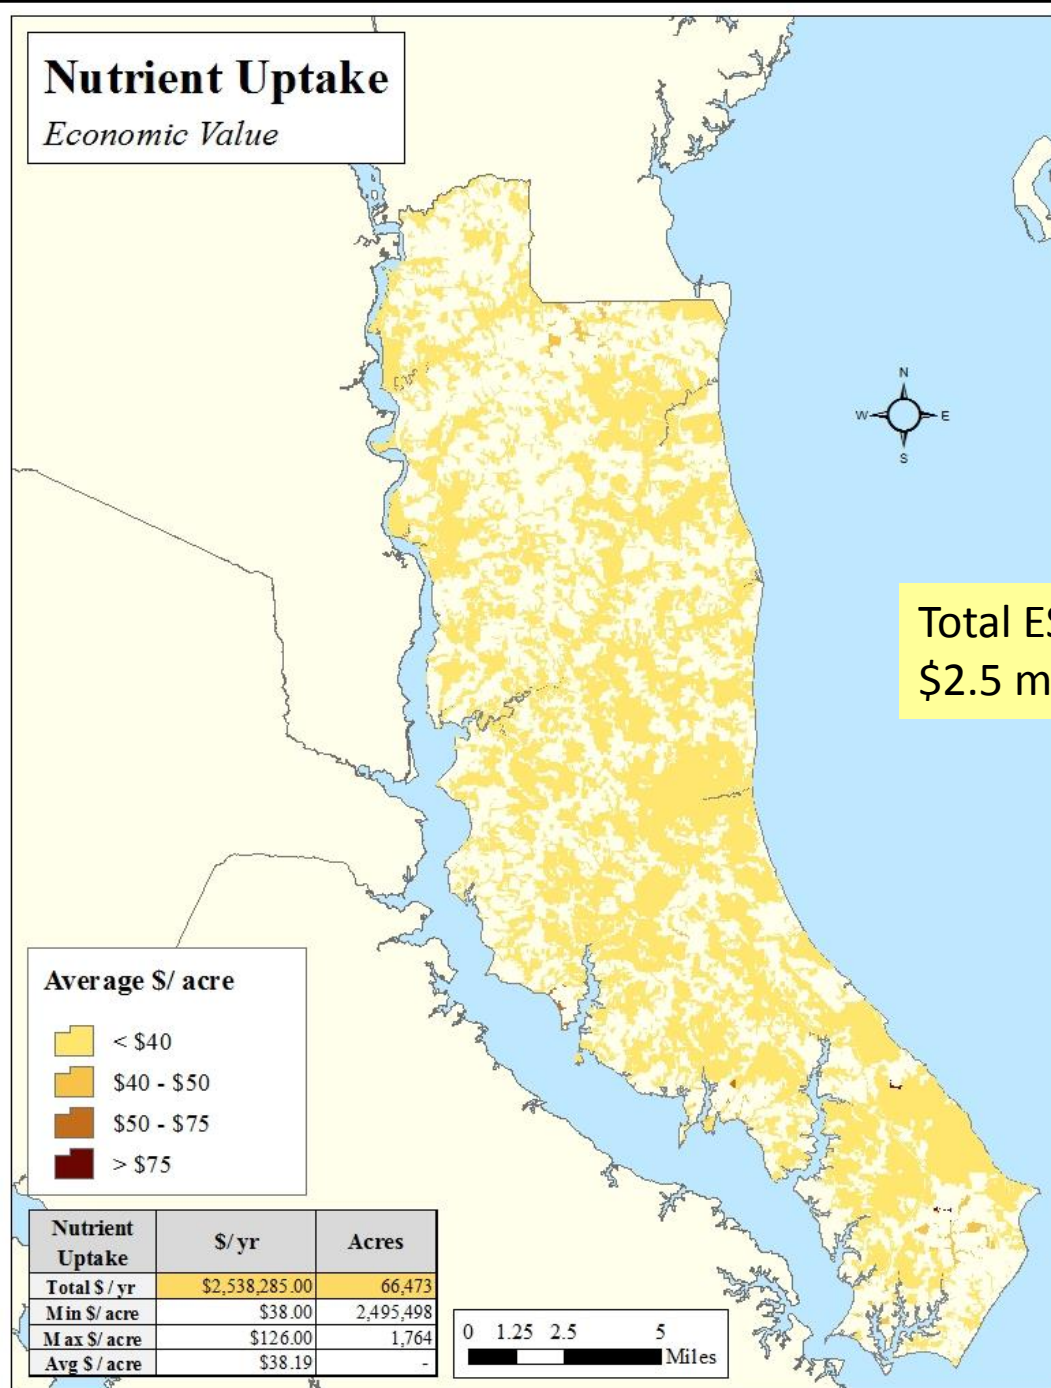 Nutrient Uptake
Economic Value
N
W E
S
Total ES
$2.5 m
Average $/ acre
< $40
$40 - $50
$50 - $75
> $75
Nutrient Uptake $/ yr Acres
Total $ / yr $2,538,285.00 66,473
Min $/ acre $38.00 2,495,498
Max $/ acre $126.00 1,764
Avg $ / acre $38.19 -
0 1.25 2.5 5
Miles